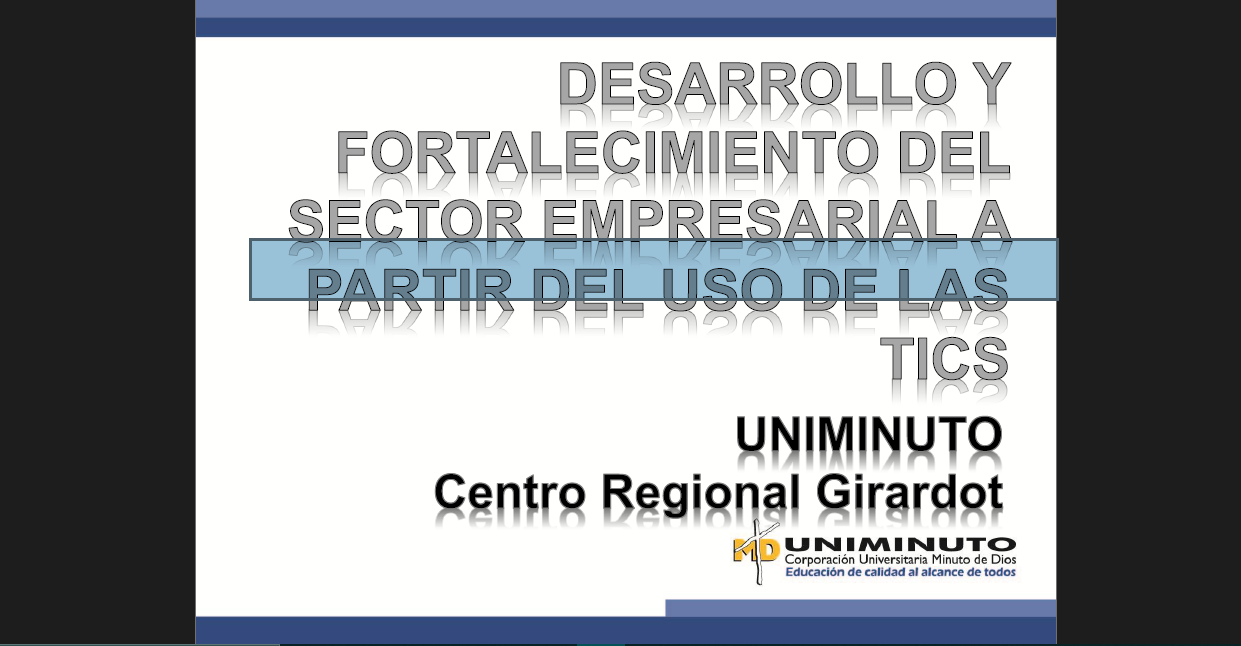 DESARROLLO Y
FORTALECIMIENTO DEL
SECTOR EMPRESARIAL A
PARTIR DEL USO DE LAS
TICS
UNIMINUTO
Centro Regional Girardot
MD UNIMINUTO
Corporación Universitaria Minuto de Dios
Educación de calidad al alcance de todos